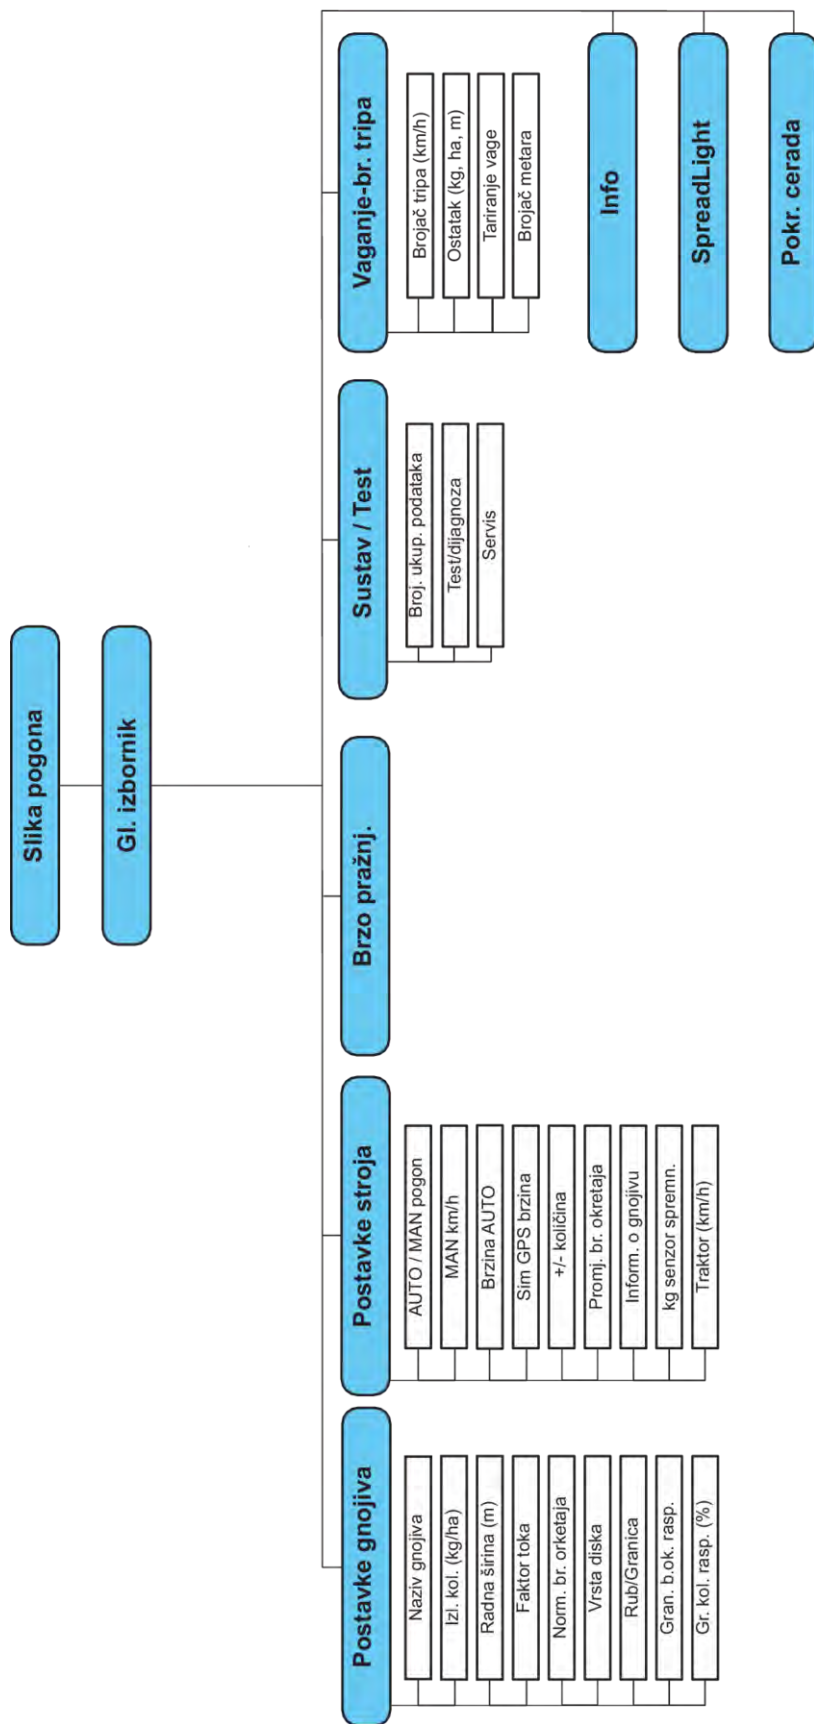 Slika pogona
Gl. izbornik
Postavke gnojiva
Naziv gnojiva
Izl. kol. (kg/ha)
Radna širina (m)
Faktor toka
Norm. br. orketaja
Vrsta diska
Rub/Granica
Gran. b.ok. rasp.
Gr. kol. rasp. (%)
Postavke stroja
AUTO / MAN pogon
MAN km/h
Brzina AUTO
Sim GPS brzina
+/- količina
Promj. br. okretaja
Inform. o gnojivu
kg senzor spremn.
Traktor (km/h)
Brzo pražnj.
Sustav / Test
Broj. ukup. podataka
Test/dijagnoza
Servis
Vaganje-br. tripa
Brojač tripa (km/h)
Ostatak (kg, ha, m)
Tariranje vage
Brojač metara
Info
SpreadLight
Pokr. cerada